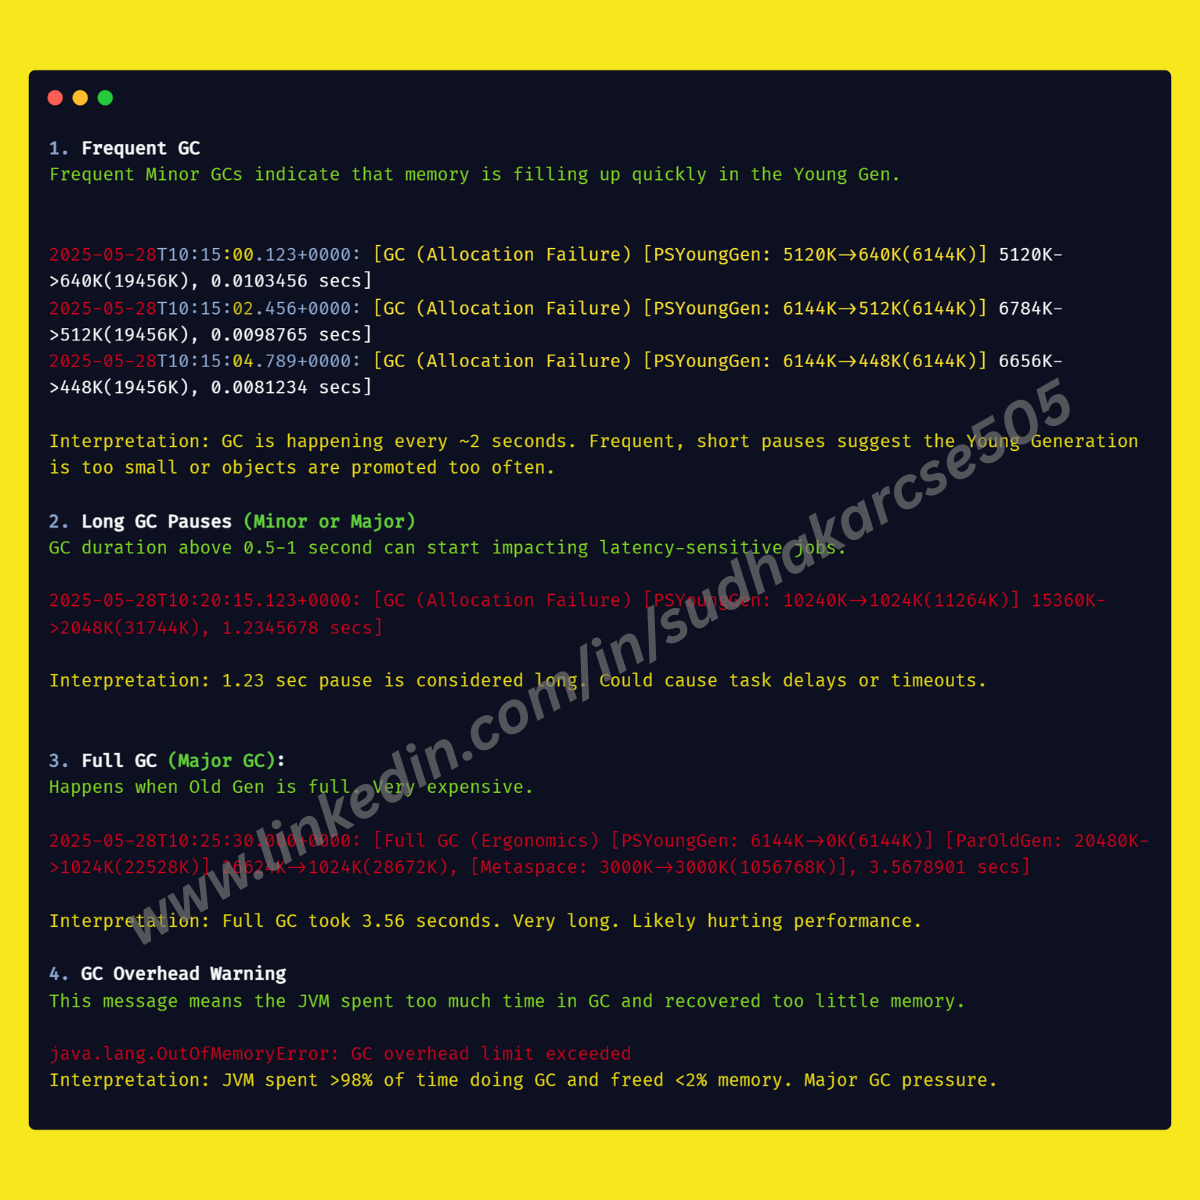 1. Frequent GC
Frequent Minor GCs indicate that memory is filling up quickly in the Young Gen.
2025-05-28T10:15:00.123+0000: [GC (Allocation Failure) [PSYoungGen: 5120K->640K(6144K)] 5120K-
>640K(19456K), 0.0103456 secs]
2025-05-28T10:15:02.456+0000: [GC (Allocation Failure) [PSYoungGen: 6144K->512K(6144K)] 6784K-
>512K(19456K), 0.0098765 secs]
2025-05-28T10:15:04.789+0000: [GC (Allocation Failure) [PSYoungGen: 6144K->448K(6144K)] 6656K-
>448K(19456K), 0.0081234 secs]
Interpretation: GC is happening every ~2 seconds. Frequent, short pauses suggest the Young Generation
is too small or objects are promoted too often.
2. Long GC Pauses (Minor or Major)
GC duration above 0.5-1 second can start impacting latency-sensitive jobs.
2025-05-28T10:20:15.123+0000: [GC (Allocation Failure) [PSYoungGen: 10240K->1024K(11264K)] 15360K-
>2048K(31744K), 1.2345678 secs]
Interpretation: 1.23 sec pause is considered long. Could cause task delays or timeouts.
3. Full GC (Major GC):
Happens when Old Gen is full. Very expensive.
2025-05-28T10:25:30.000+0000: [Full GC (Ergonomics) [PSYoungGen: 6144K->0K(6144K)] [ParOldGen: 20480K-
>1024K(22528K)] 26624K->1024K(28672K), [Metaspace: 3000K->3000K(1056768K)], 3.5678901 secs]
Interpretation: Full GC took 3.56 seconds. Very long. Likely hurting performance.
4. GC Overhead Warning
This message means the JVM spent too much time in GC and recovered too little memory.
java.lang.OutOfMemoryError: GC overhead limit exceeded
Interpretation: JVM spent >98% of time doing GC and freed <2% memory. Major GC pressure.
www.linkedin.com/in/sudhakarcse505